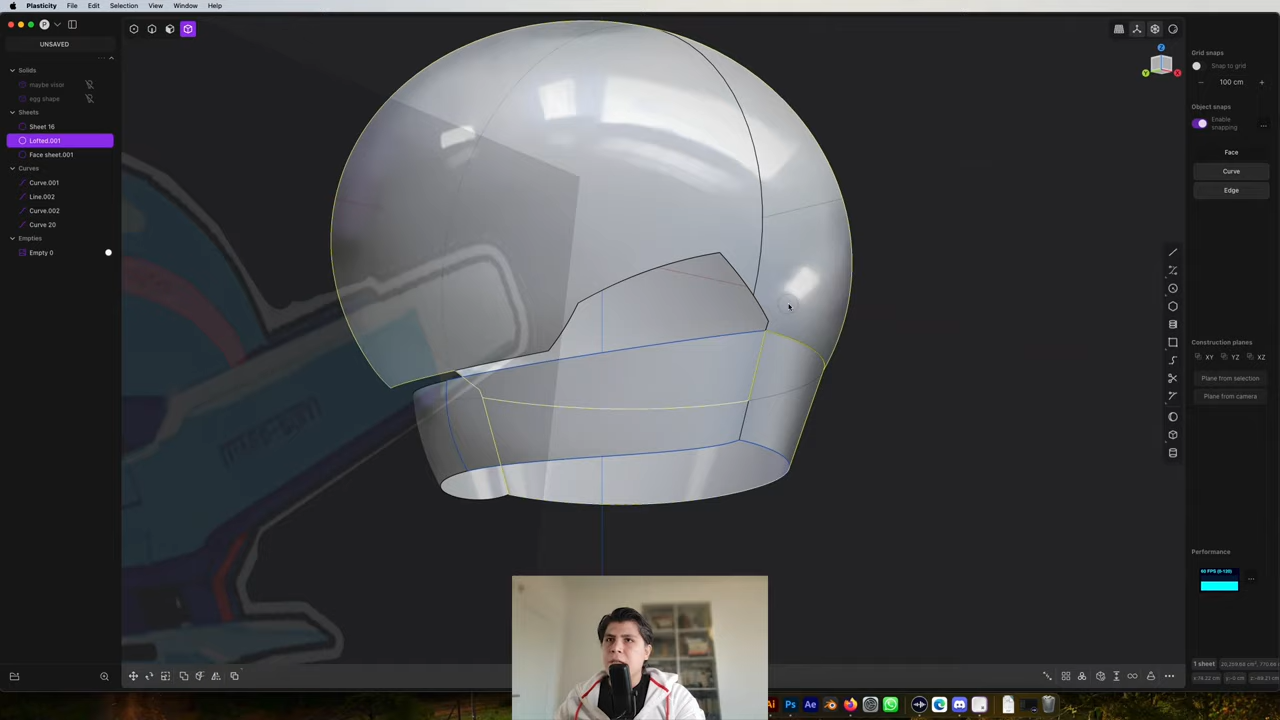 Plasticity File Edit Selection View Window Help
P
UNSAVED
Solids
maybe visor
egg shape
Sheets
Sheet 16
Lofted.001
Face sheet.001
Curves
Curve.001
Line.002
Curve.002
Curve 20
Empties
Empty 0
Z
Y
X
Grid snaps
Snap to grid
100 cm
Object snaps
Enable snapping
Face
Curve
Edge
Construction planes
XY YZ XZ
Plane from selection
Plane from camera
Performance
1 sheet
Ai Ps Ae